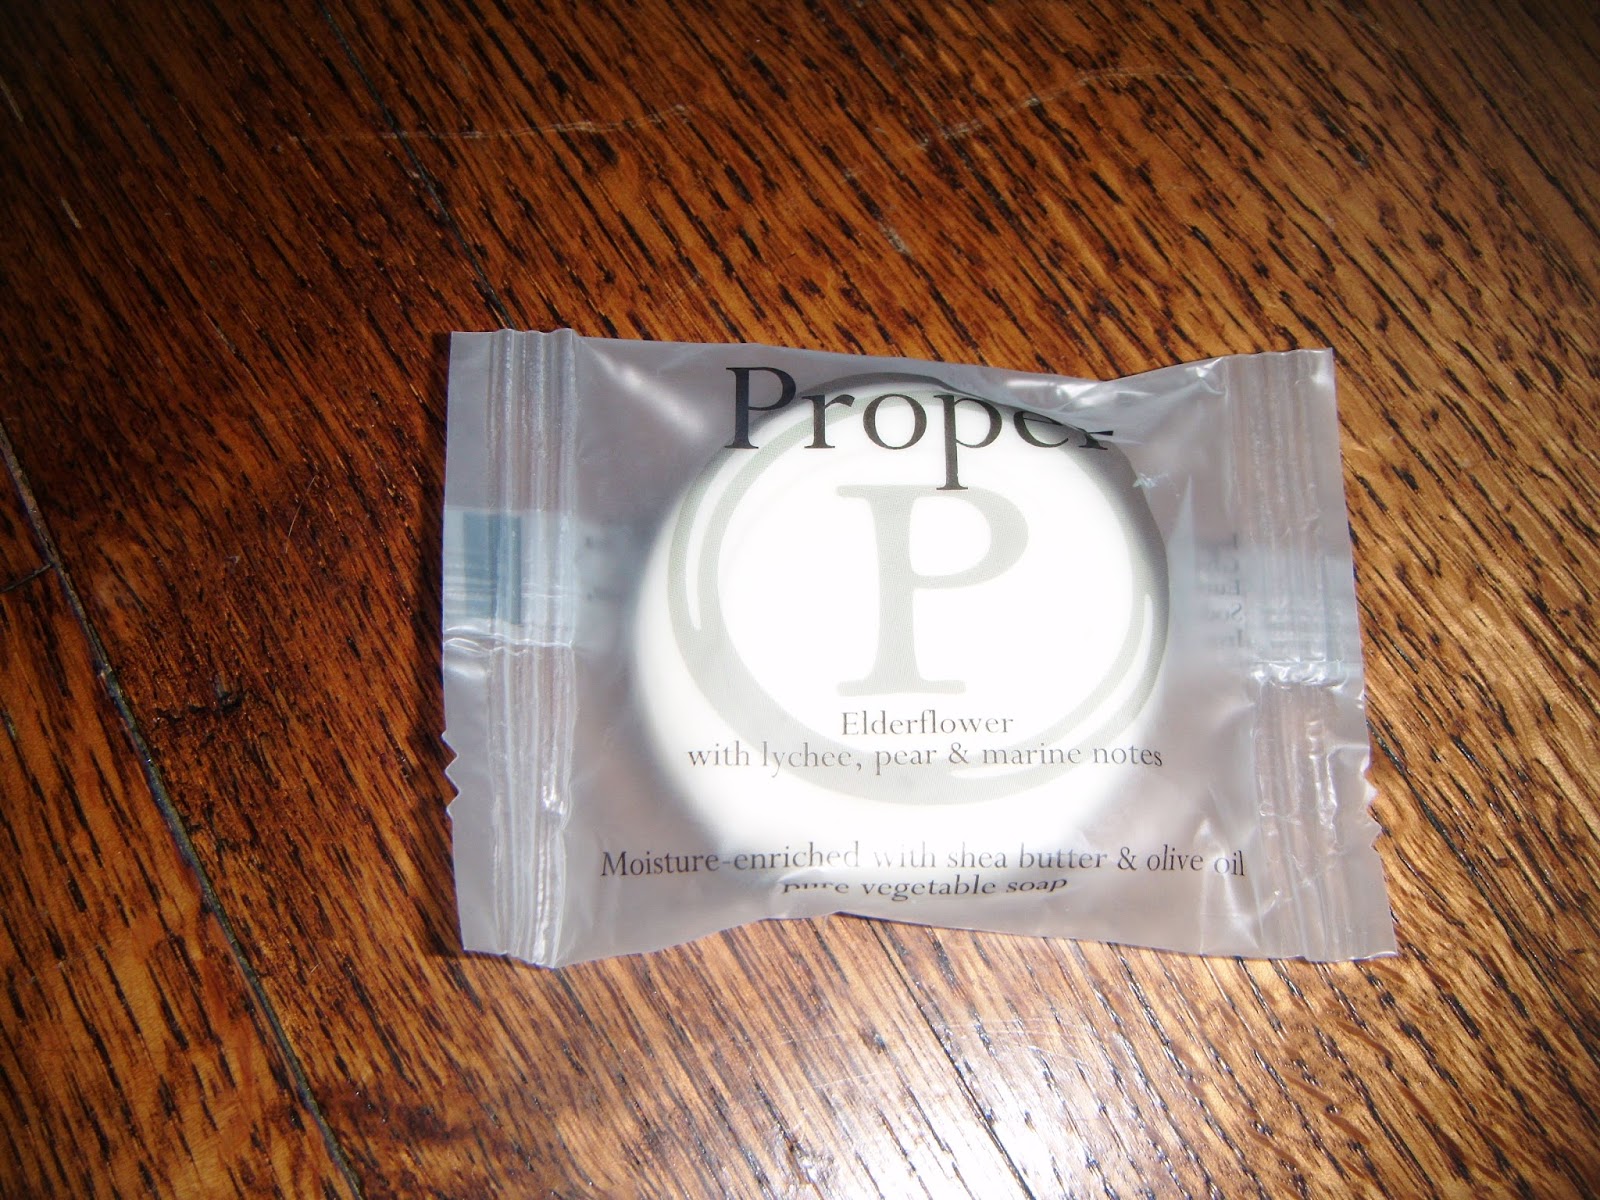 Proper
P
Elderflower
with lychee, pear & marine notes
Moisture-enriched with shea butter & olive oil
pure vegetable soap